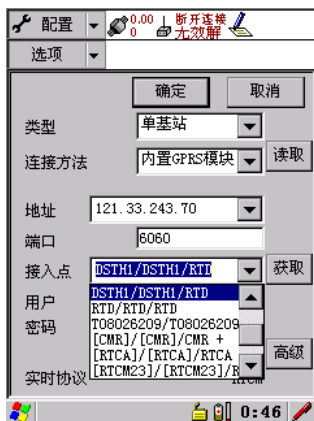 配置 0.00 断开连接
0 无效解
选项
确定 取消
类型 单基站
连接方法 内置GPRS模块 读取
地址 121.33.243.70
端口 6060
接入点 DSTH1/DSTH1/RTD 获取
DSTH1/DSTH1/RTD
RTD/RTD/RTD
用户 T08026209/T08026209
密码 [CMR]/[CMR]/CMR +
[RTCA]/[RTCA]/RTCA 高级
[RTCM23]/[RTCM23]/R
实时协议
0:46